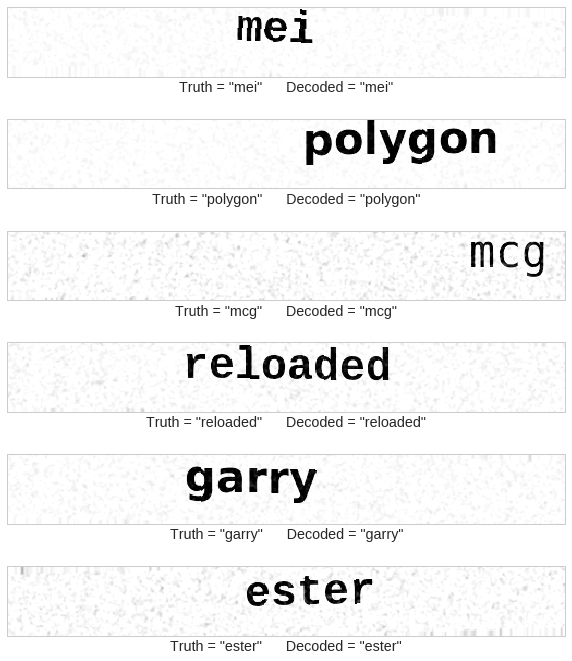 mei
Truth = "mei" Decoded = "mei"
polygon
Truth = "polygon" Decoded = "polygon"
mcg
Truth = "mcg" Decoded = "mcg"
reloaded
Truth = "reloaded" Decoded = "reloaded"
garry
Truth = "garry" Decoded = "garry"
ester
Truth = "ester" Decoded = "ester"